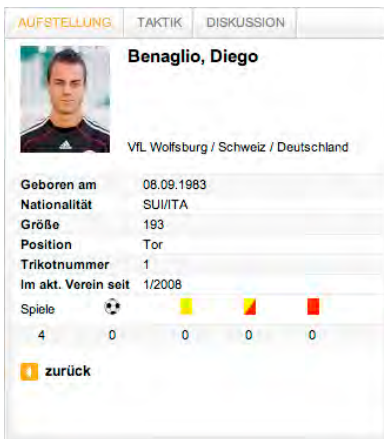 AUFSTELLUNG TAKTIK DISKUSSION
Benaglio, Diego
VfL Wolfsburg / Schweiz / Deutschland
Geboren am 08.09.1983
Nationalität SUI/ITA
Größe 193
Position Tor
Trikotnummer 1
Im akt. Verein seit 1/2008
Spiele
4 0 0 0 0
zurück